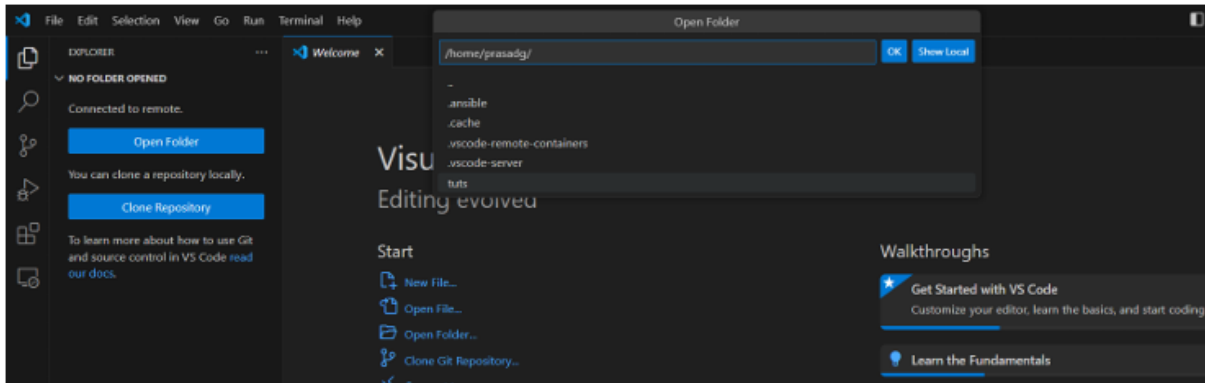 File Edit Selection View Go Run Terminal Help
Open Folder
EXPLORER ...
Welcome
/home/prasadg/
OK
Show Local
NO FOLDER OPENED
Connected to remote.
Open Folder
You can clone a repository locally.
Clone Repository
To learn more about how to use Git
and source control in VS Code read
our docs.
..
.ansible
.cache
.vscode-remote-containers
.vscode-server
tuts
Visu
Editing evolved
Start
New File...
Open File...
Open Folder...
Clone Git Repository...
Walkthroughs
Get Started with VS Code
Customize your editor, learn the basics, and start coding
Learn the Fundamentals